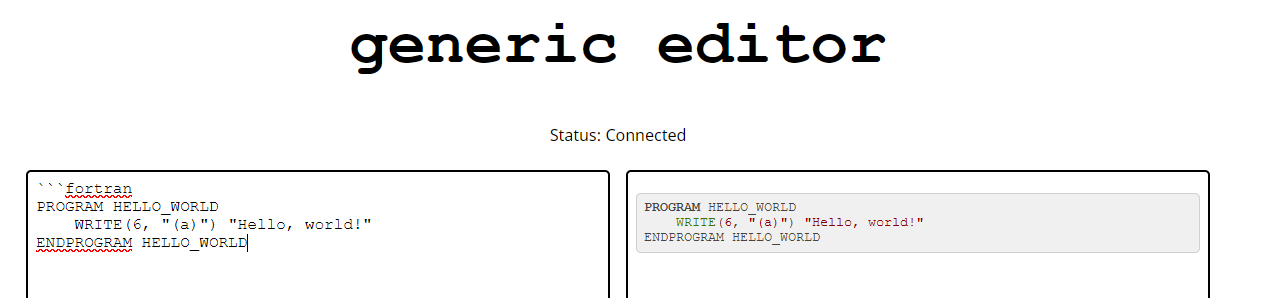 generic editor
Status: Connected
```fortran
PROGRAM HELLO_WORLD
    WRITE(6, "(a)") "Hello, world!"
ENDPROGRAM HELLO_WORLD
PROGRAM HELLO_WORLD
    WRITE(6, "(a)") "Hello, world!"
ENDPROGRAM HELLO_WORLD